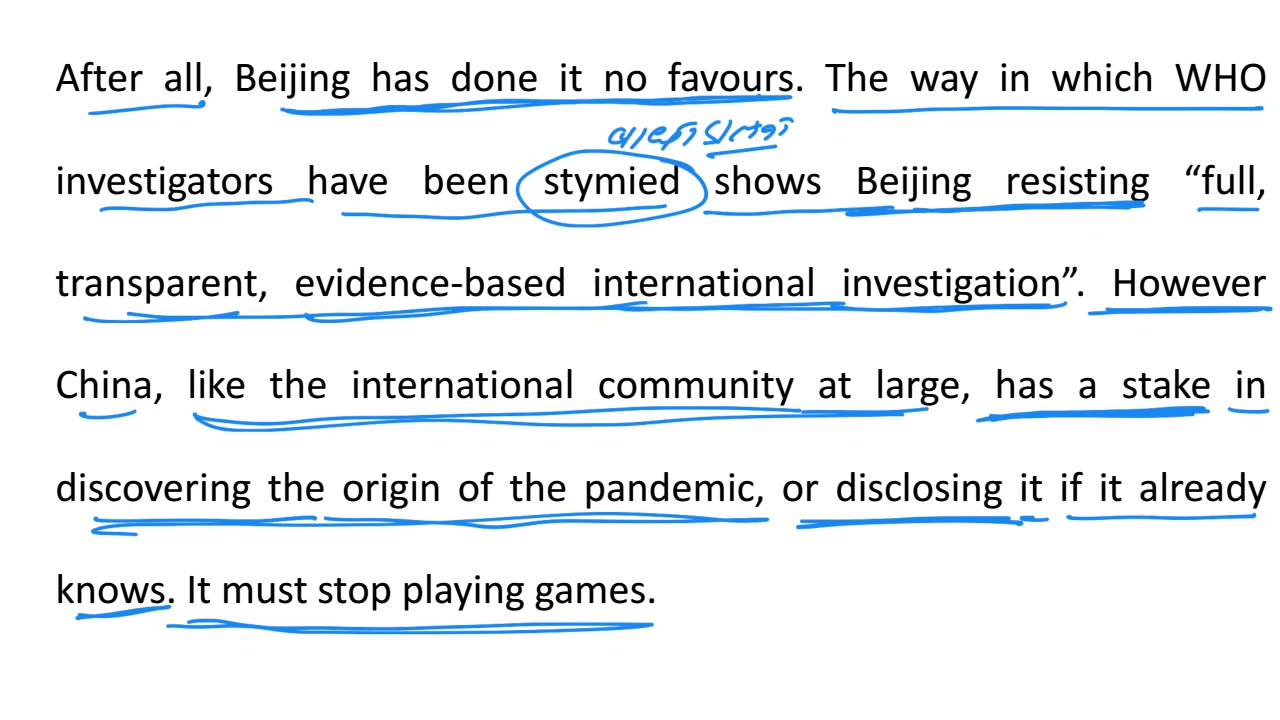 After all, Beijing has done it no favours. The way in which WHO
investigators have been stymied shows Beijing resisting “full,
transparent, evidence-based international investigation”. However
China, like the international community at large, has a stake in
discovering the origin of the pandemic, or disclosing it if it already
knows. It must stop playing games.